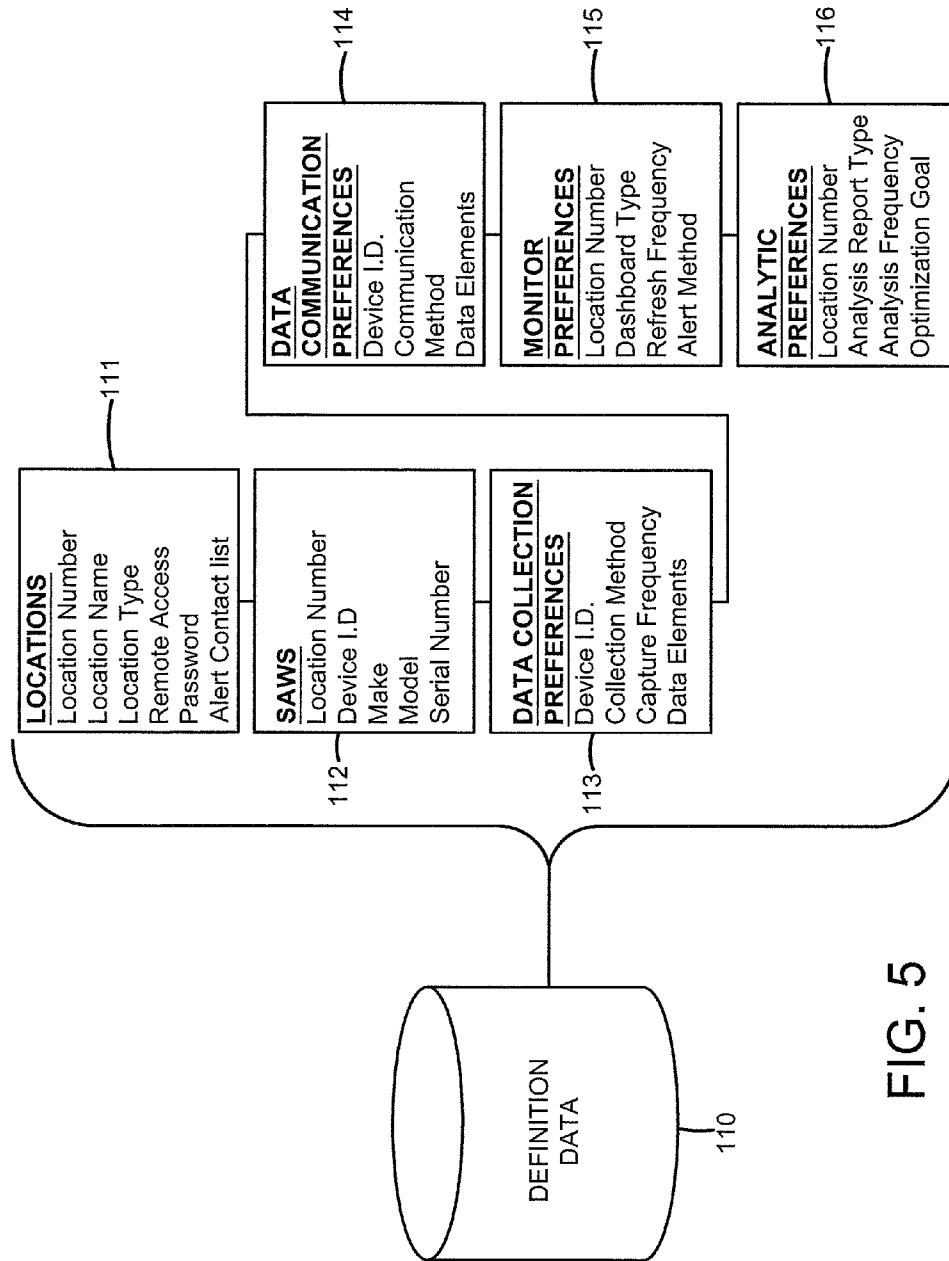 DEFINITION
DATA
110
LOCATIONS
Location Number
Location Name
Location Type
Remote Access
Password
Alert Contact list
111
SAWS
Location Number
Device I.D
Make
Model
Serial Number
112
DATA COLLECTION
PREFERENCES
Device I.D.
Collection Method
Capture Frequency
Data Elements
113
DATA
COMMUNICATION
PREFERENCES
Device I.D.
Communication
Method
Data Elements
114
MONITOR
PREFERENCES
Location Number
Dashboard Type
Refresh Frequency
Alert Method
115
ANALYTIC
PREFERENCES
Location Number
Analysis Report Type
Analysis Frequency
Optimization Goal
116
FIG. 5